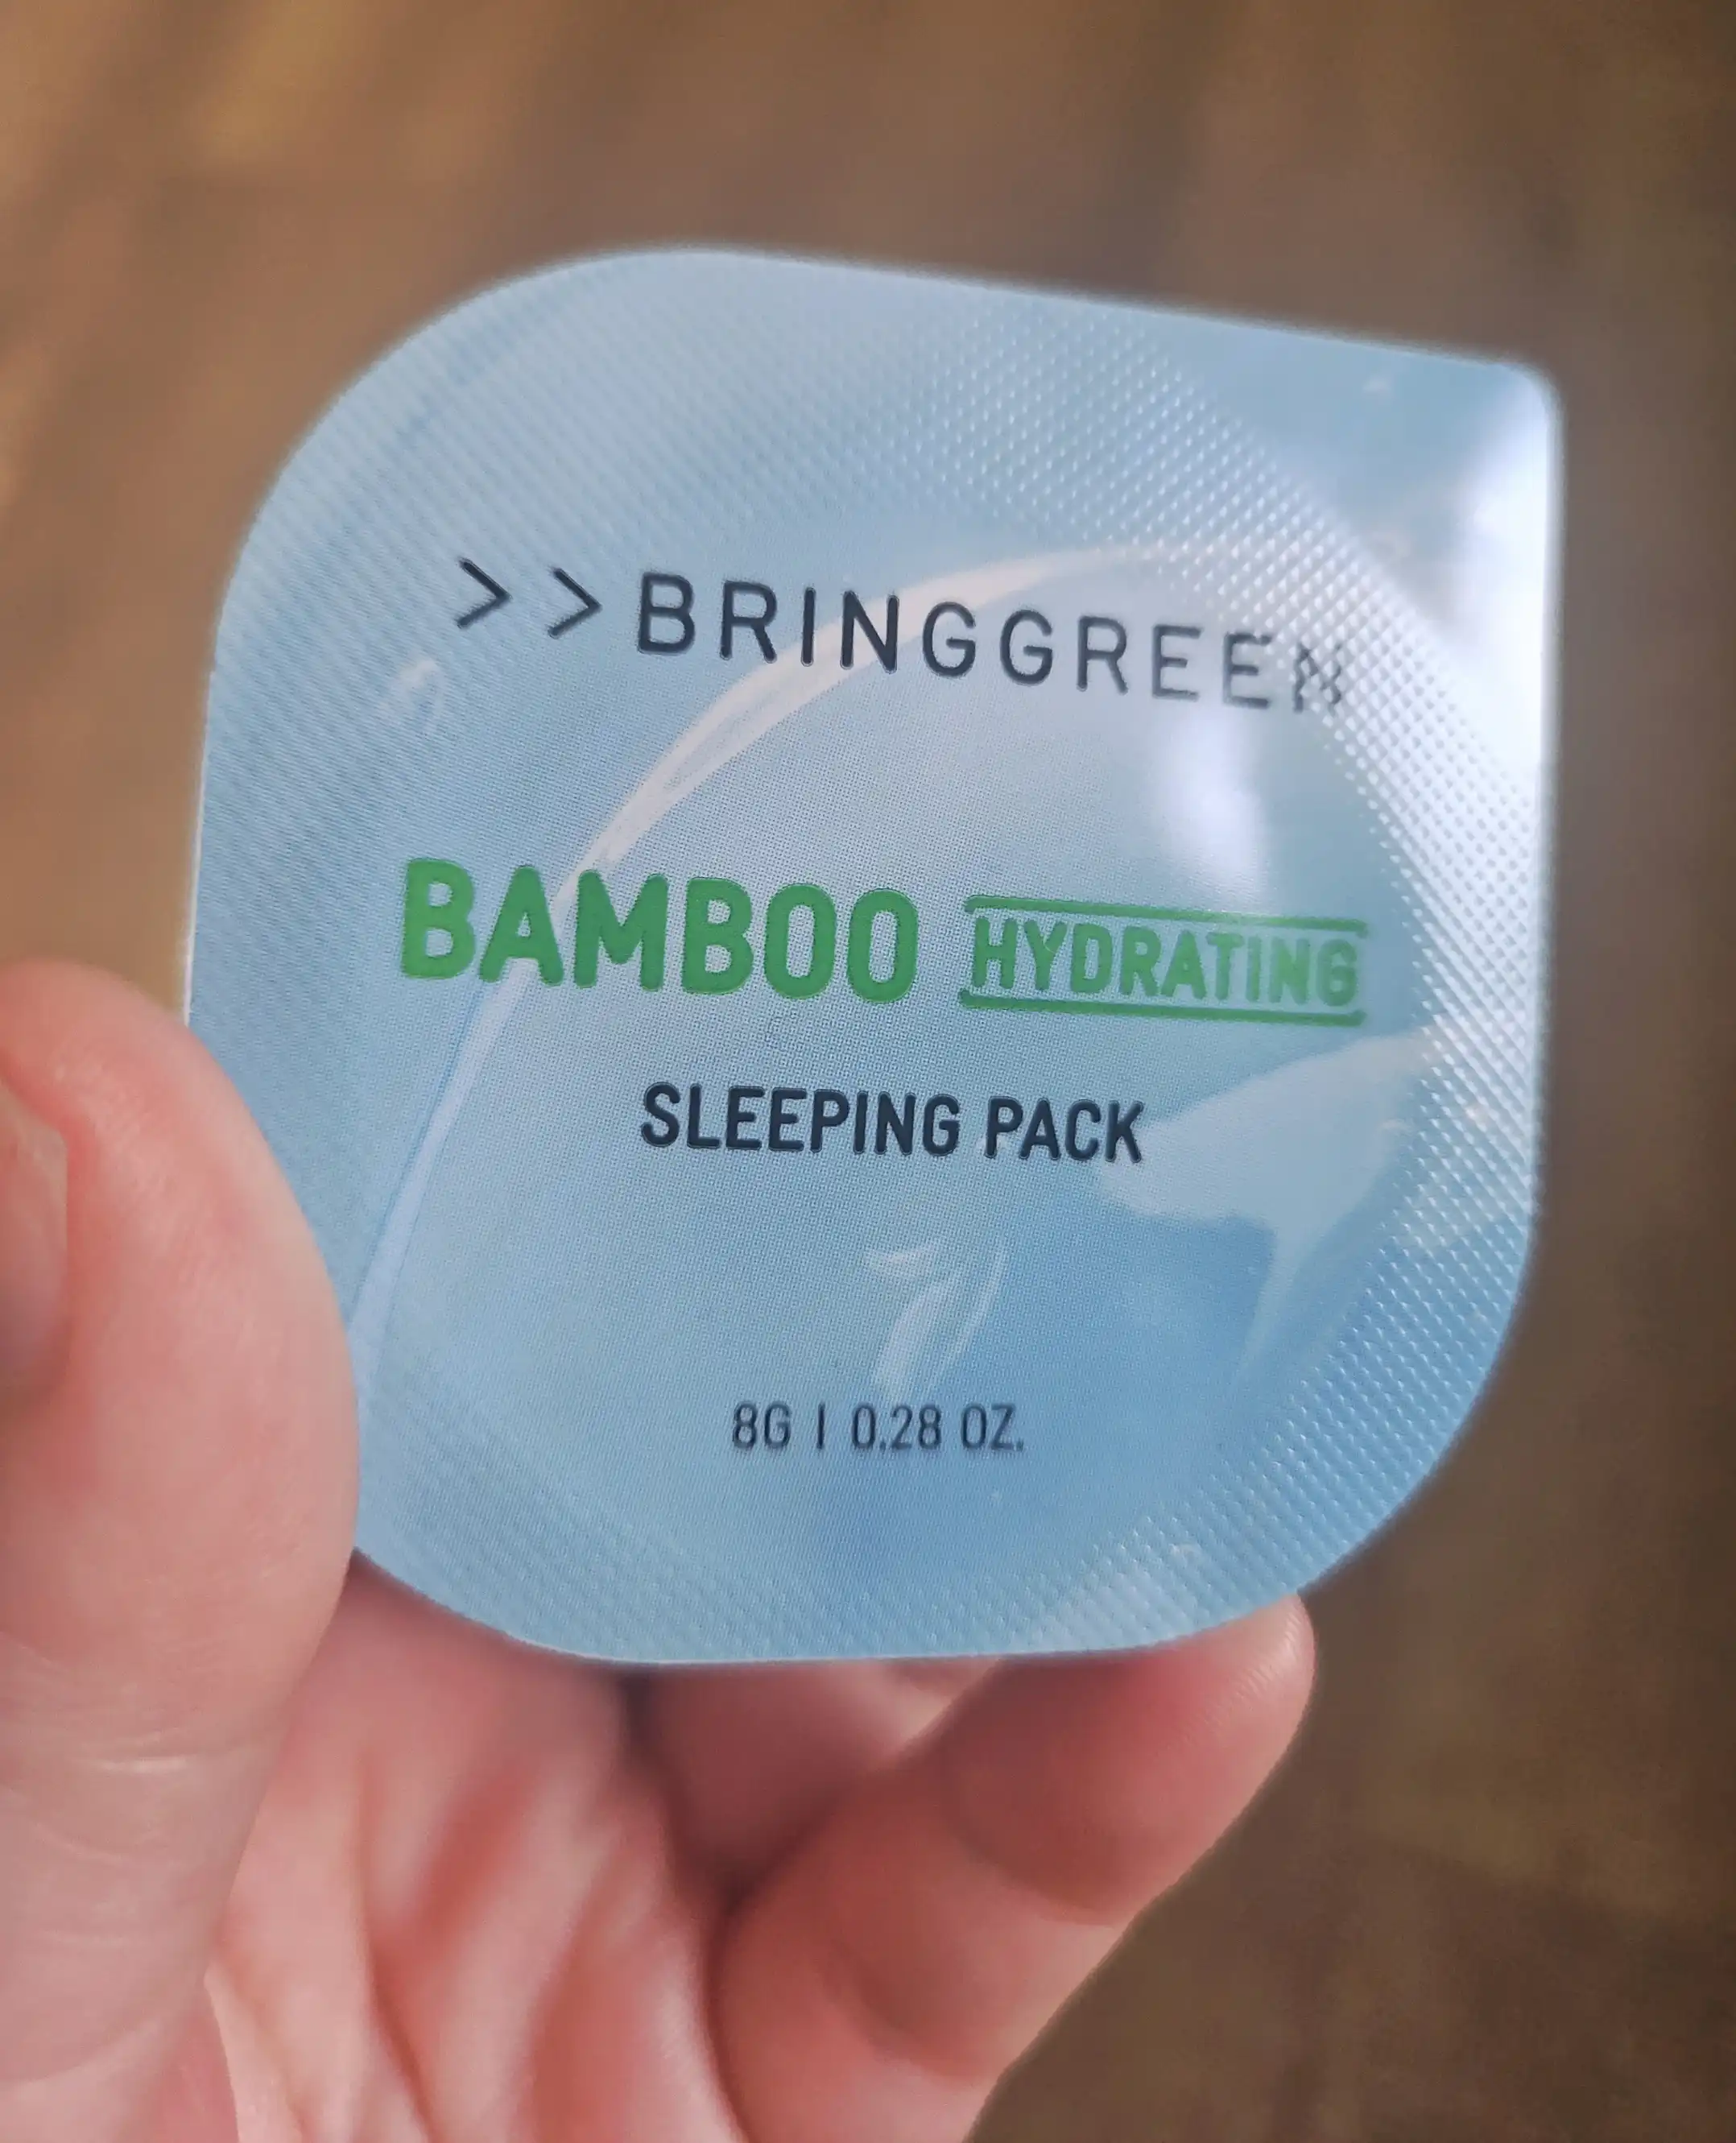 >>BRINGGREEN
BAMBOO HYDRATING
SLEEPING PACK
8G | 0.28 OZ.